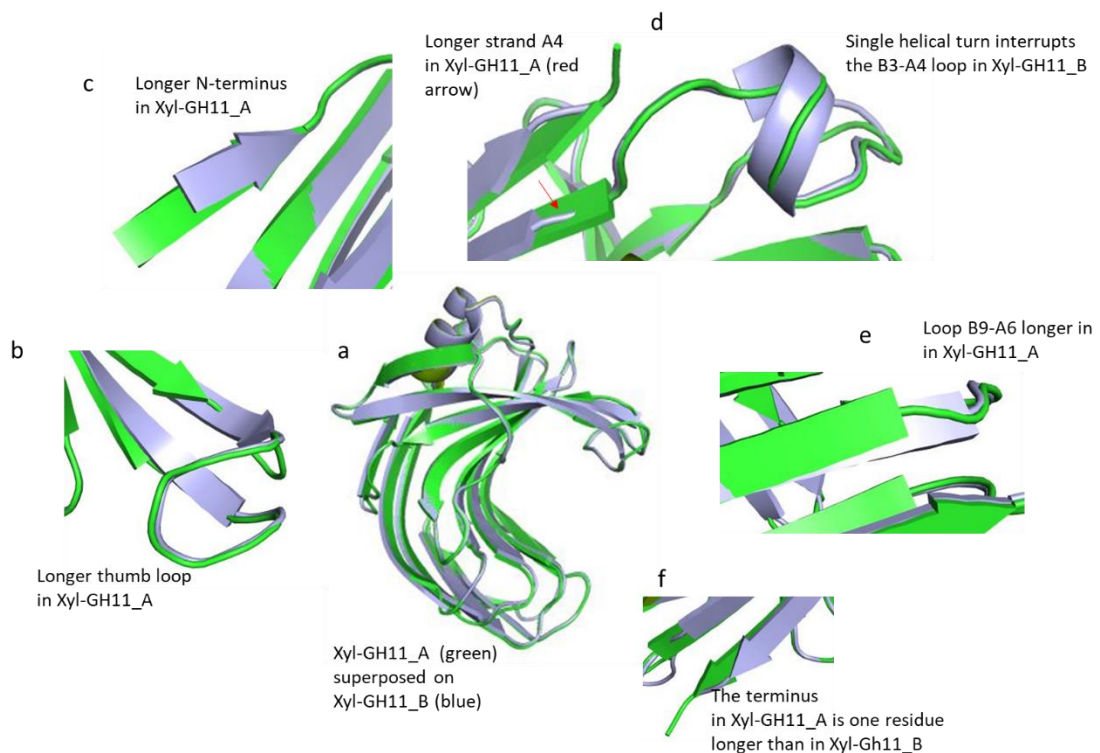 c
Longer N-terminus
in Xyl-GH11_A
Longer strand A4
in Xyl-GH11_A (red
arrow)
d
Single helical turn interrupts
the B3-A4 loop in Xyl-GH11_B
b
Longer thumb loop
in Xyl-GH11_A
a
Xyl-GH11_A (green)
superposed on
Xyl-GH11_B (blue)
e
Loop B9-A6 longer in
in Xyl-GH11_A
f
The terminus
in Xyl-GH11_A is one residue
longer than in Xyl-Gh11_B